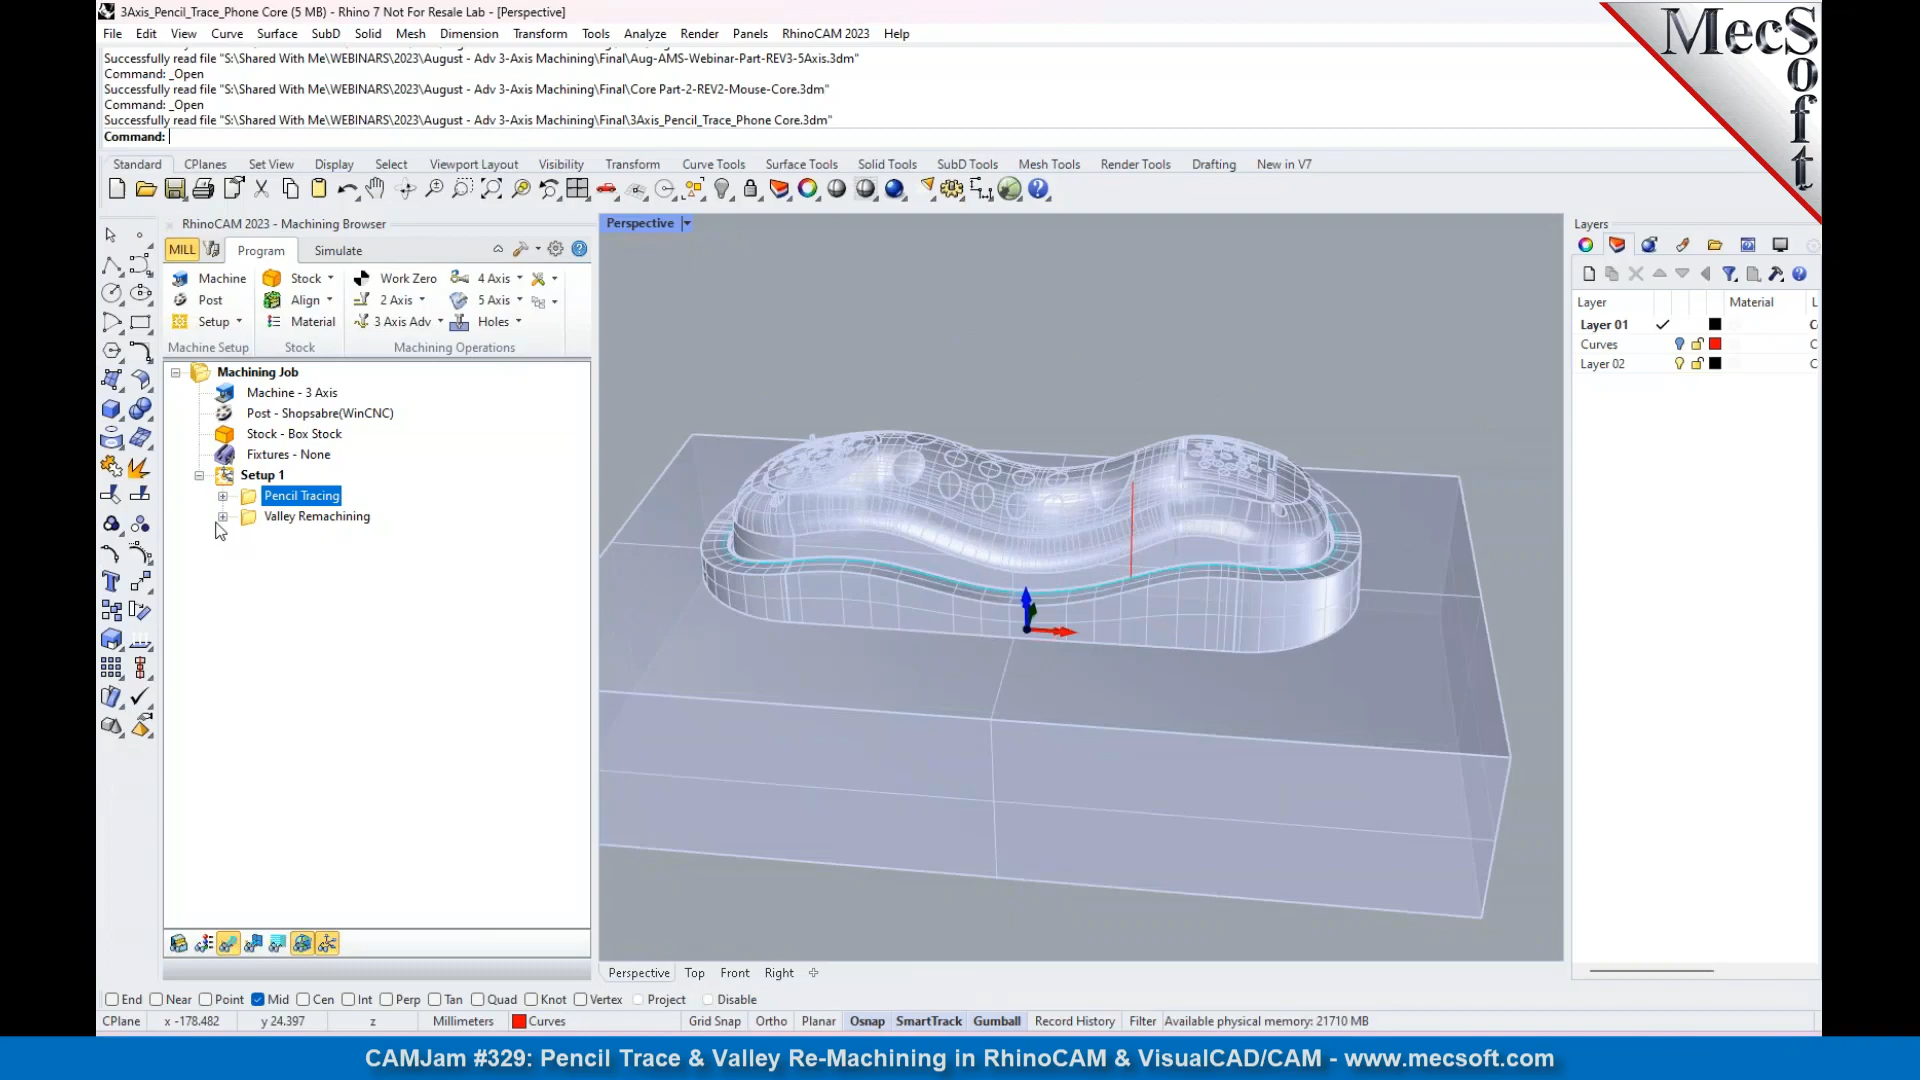 3Axis_Pencil_Trace_Phone Core (5 MB) - Rhino 7 Not For Resale Lab - [Perspective]
File Edit View Curve Surface SubD Solid Mesh Dimension Transform Tools Analyze Render Panels RhinoCAM 2023 Help
Successfully read file "S:\Shared With Me\WEBINARS\2023\August - Adv 3-Axis Machining\Final\Aug-AMS-Webinar-Part-REV3-5Axis.3dm"
Command: _Open
Successfully read file "S:\Shared With Me\WEBINARS\2023\August - Adv 3-Axis Machining\Final\Core Part-2-REV2-Mouse-Core.3dm"
Command: _Open
Successfully read file "S:\Shared With Me\WEBINARS\2023\August - Adv 3-Axis Machining\Final\3Axis_Pencil_Trace_Phone Core.3dm"
Command:
MecSoft
Standard CPlanes Set View Display Select Viewport Layout Visibility Transform Curve Tools Surface Tools Solid Tools SubD Tools Mesh Tools Render Tools Drafting New in V7
RhinoCAM 2023 - Machining Browser
MILL Program Simulate
Machine Stock Work Zero 4 Axis
Post Align 2 Axis 5 Axis
Setup Material 3 Axis Adv Holes
Machine Setup Stock Machining Operations
Machining Job
Machine - 3 Axis
Post - Shopsabre(WinCNC)
Stock - Box Stock
Fixtures - None
Setup 1
Pencil Tracing
Valley Remachining
Perspective
Layers
Layer Material L
Layer 01 C
Curves C
Layer 02 C
Perspective Top Front Right
End Near Point Mid Cen Int Perp Tan Quad Knot Vertex Project Disable
CPlane x -178.482 y 24.397 z Millimeters Curves Grid Snap Ortho Planar Osnap SmartTrack Gumball Record History Filter Available physical memory: 21710 MB
CAMJam #329: Pencil Trace & Valley Re-Machining in RhinoCAM & VisualCAD/CAM - www.mecsoft.com